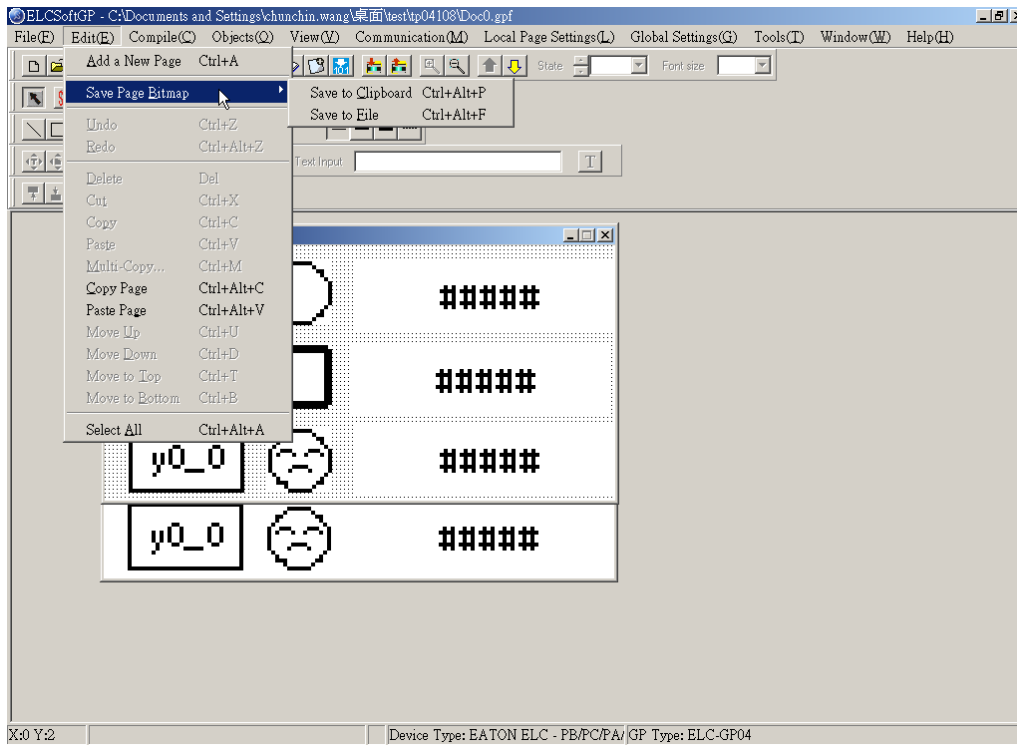 ELCSoftGP - C:\Documents and Settings\chunchin.wang\桌面\test\tp04108\Doc0.gpf
File(F) Edit(E) Compile(C) Objects(O) View(V) Communication(M) Local Page Settings(L) Global Settings(G) Tools(T) Window(W) Help(H)
State Font size
Text Input T
Add a New Page Ctrl+A
Save Page Bitmap
Undo Ctrl+Z
Redo Ctrl+Alt+Z
Delete Del
Cut Ctrl+X
Copy Ctrl+C
Paste Ctrl+V
Multi-Copy... Ctrl+M
Copy Page Ctrl+Alt+C
Paste Page Ctrl+Alt+V
Move Up Ctrl+U
Move Down Ctrl+D
Move to Top Ctrl+T
Move to Bottom Ctrl+B
Select All Ctrl+Alt+A
Save to Clipboard Ctrl+Alt+P
Save to File Ctrl+Alt+F
#####
#####
y0_0 #####
y0_0 #####
X:0 Y:2 Device Type: EATON ELC - PB/PC/PA/ GP Type: ELC-GP04